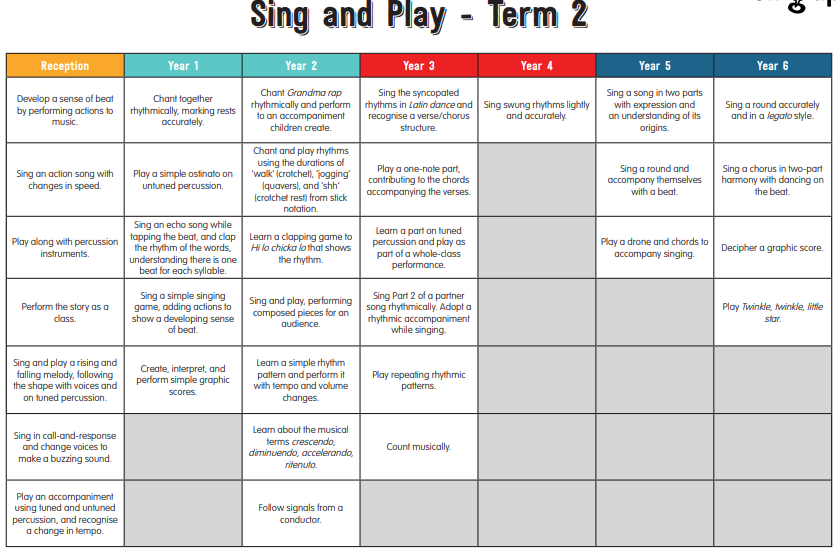 Sing and Play - Term 2
Reception
Year 1
Year 2
Year 3
Year 4
Year 5
Year 6
Develop a sense of beat
by performing actions to
music.
Chant together
rhythmically, marking rests
accurately.
Chant Grandma rap
rhythmically and perform
to an accompaniment
children create.
Sing the syncopated
rhythms in Latin dance and
recognise a verse/chorus
structure.
Sing swung rhythms lightly
and accurately.
Sing a song in two parts
with expression and
an understanding of its
origins.
Sing a round accurately
and in a legato style.
Sing an action song with
changes in speed.
Play a simple ostinato on
untuned percussion.
Chant and play rhythms
using the durations of
'walk' (crotchet), 'jogging'
(quavers), and 'shh'
(crotchet rest) from stick
notation.
Play a one-note part,
contributing to the chords
accompanying the verses.
Sing a round and
accompany themselves
with a beat.
Sing a chorus in two-part
harmony with dancing on
the beat.
Play along with percussion
instruments.
Sing an echo song while
tapping the beat, and clap
the rhythm of the words,
understanding there is one
beat for each syllable.
Learn a clapping game to
Hi lo chicka lo that shows
the rhythm.
Learn a part on tuned
percussion and play as
part of a whole-class
performance.
Play a drone and chords to
accompany singing.
Decipher a graphic score.
Perform the story as a
class.
Sing a simple singing
game, adding actions to
show a developing sense
of beat.
Sing and play, performing
composed pieces for an
audience.
Sing Part 2 of a partner
song rhythmically. Adopt a
rhythmic accompaniment
while singing.
Play Twinkle, twinkle, little
star.
Sing and play a rising and
falling melody, following
the shape with voices and
on tuned percussion.
Create, interpret, and
perform simple graphic
scores.
Learn a simple rhythm
pattern and perform it
with tempo and volume
changes.
Play repeating rhythmic
patterns.
Sing in call-and-response
and change voices to
make a buzzing sound.
Learn about the musical
terms crescendo,
diminuendo, accelerando,
ritenuto.
Count musically.
Play an accompaniment
using tuned and untuned
percussion, and recognise
a change in tempo.
Follow signals from a
conductor.